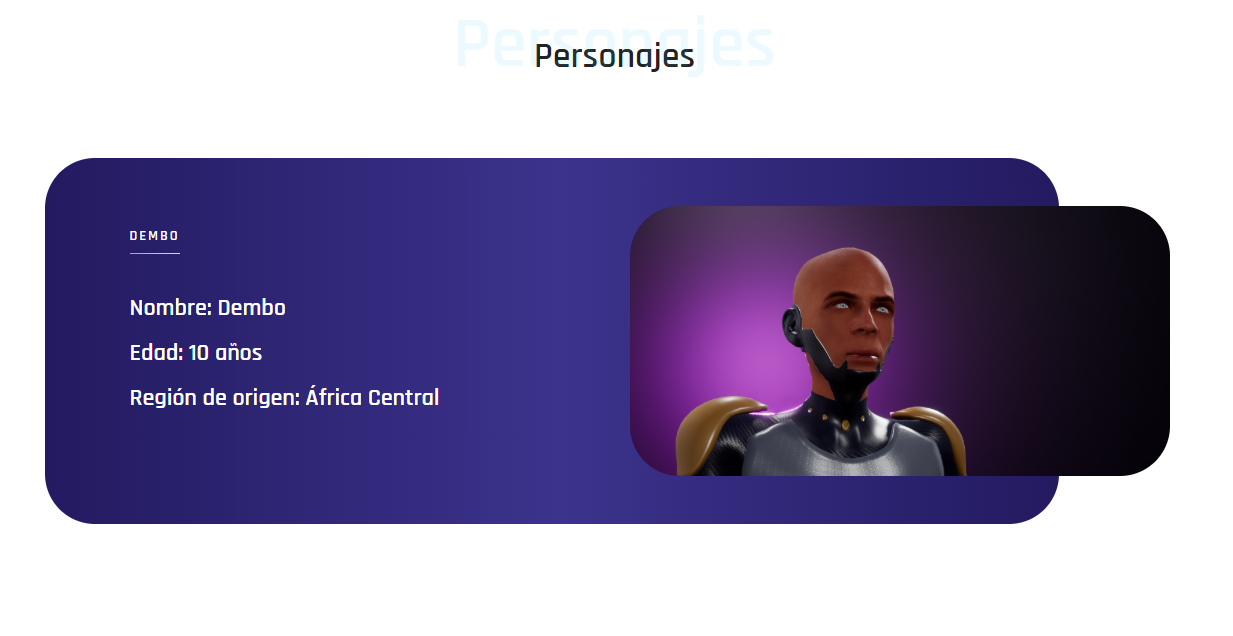 Personajes
Personajes
DEMBO
Nombre: Dembo
Edad: 10 años
Región de origen: África Central